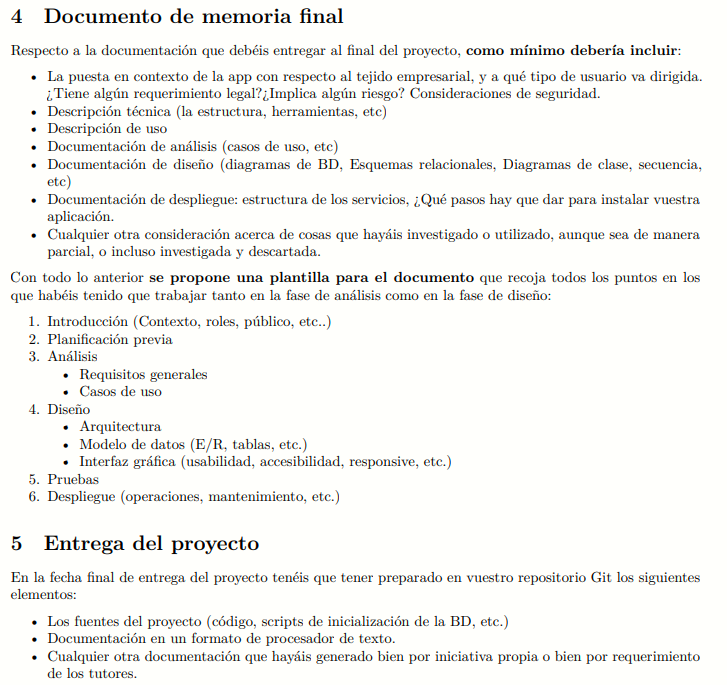 4 Documento de memoria final
Respecto a la documentación que debéis entregar al final del proyecto, como mínimo debería incluir:
• La puesta en contexto de la app con respecto al tejido empresarial, y a qué tipo de usuario va dirigida.
¿Tiene algún requerimiento legal?¿Implica algún riesgo? Consideraciones de seguridad.
• Descripción técnica (la estructura, herramientas, etc)
• Descripción de uso
• Documentación de análisis (casos de uso, etc)
• Documentación de diseño (diagramas de BD, Esquemas relacionales, Diagramas de clase, secuencia,
etc)
• Documentación de despliegue: estructura de los servicios, ¿Qué pasos hay que dar para instalar vuestra
aplicación.
• Cualquier otra consideración acerca de cosas que hayáis investigado o utilizado, aunque sea de manera
parcial, o incluso investigada y descartada.
Con todo lo anterior se propone una plantilla para el documento que recoja todos los puntos en los
que habéis tenido que trabajar tanto en la fase de análisis como en la fase de diseño:
1. Introducción (Contexto, roles, público, etc..)
2. Planificación previa
3. Análisis
• Requisitos generales
• Casos de uso
4. Diseño
• Arquitectura
• Modelo de datos (E/R, tablas, etc.)
• Interfaz gráfica (usabilidad, accesibilidad, responsive, etc.)
5. Pruebas
6. Despliegue (operaciones, mantenimiento, etc.)
5 Entrega del proyecto
En la fecha final de entrega del proyecto tenéis que tener preparado en vuestro repositorio Git los siguientes
elementos:
• Los fuentes del proyecto (código, scripts de inicialización de la BD, etc.)
• Documentación en un formato de procesador de texto.
• Cualquier otra documentación que hayáis generado bien por iniciativa propia o bien por requerimiento
de los tutores.